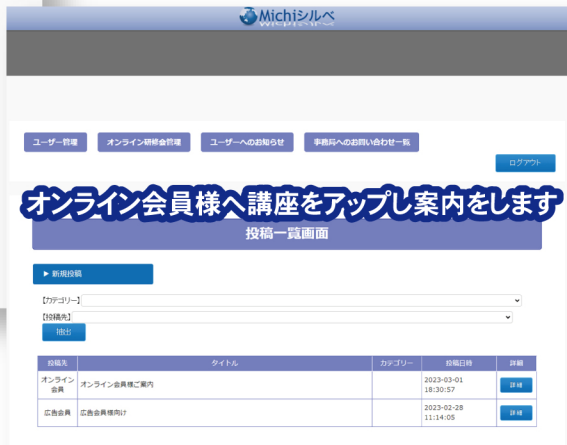 Michiシルベ
ユーザー管理 オンライン研修会管理 ユーザーへのお知らせ 事務局へのお問い合わせ一覧
ログアウト
オンライン会員様へ講座をアップし案内をします
投稿一覧画面
▶ 新規投稿
【カテゴリー】
【投稿先】
抽出
投稿先 タイトル カテゴリー 投稿日時 詳細
オンライン会員 オンライン会員様ご案内 2023-03-01 18:30:57 詳細
広告会員 広告会員様向け 2023-02-28 11:14:05 詳細